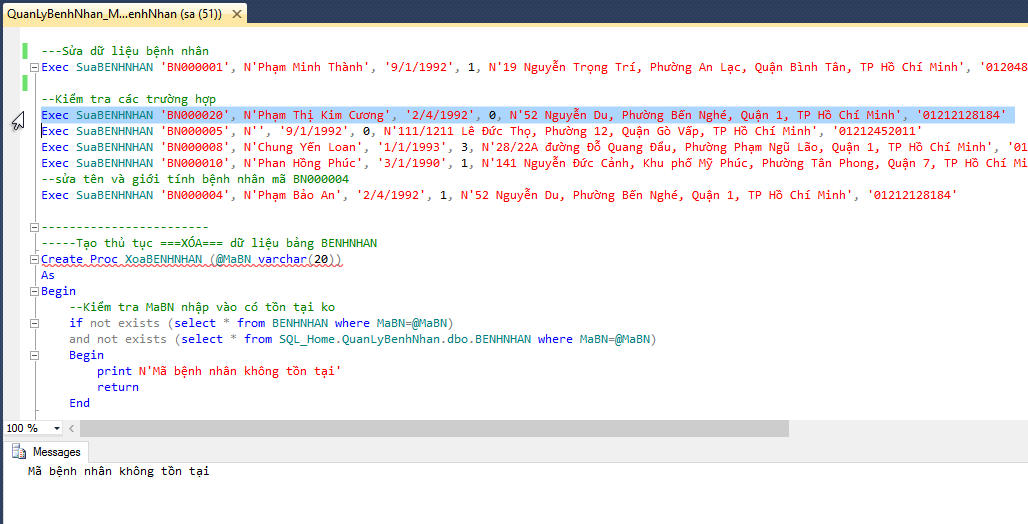 QuanLyBenhNhan_M...enhNhan (sa (51)) ×
---Sửa dữ liệu bệnh nhân
Exec SuaBENHNHAN 'BN000001', N'Phạm Minh Thành', '9/1/1992', 1, N'19 Nguyễn Trọng Trí, Phường An Lạc, Quận Bình Tân, TP Hồ Chí Minh', '012048
--Kiểm tra các trường hợp
Exec SuaBENHNHAN 'BN000020', N'Phạm Thị Kim Cương', '2/4/1992', 0, N'52 Nguyễn Du, Phường Bến Nghé, Quận 1, TP Hồ Chí Minh', '01212128184'
Exec SuaBENHNHAN 'BN000005', N'', '9/1/1992', 0, N'111/1211 Lê Đức Thọ, Phường 12, Quận Gò Vấp, TP Hồ Chí Minh', '01212452011'
Exec SuaBENHNHAN 'BN000008', N'Chung Yến Loan', '1/1/1993', 3, N'28/22A đường Đỗ Quang Đẩu, Phường Phạm Ngũ Lão, Quận 1, TP Hồ Chí Minh', '01
Exec SuaBENHNHAN 'BN000010', N'Phan Hồng Phúc', '3/1/1990', 1, N'141 Nguyễn Đức Cảnh, Khu phố Mỹ Phúc, Phường Tân Phong, Quận 7, TP Hồ Chí Mi
--sửa tên và giới tính bệnh nhân mã BN000004
Exec SuaBENHNHAN 'BN000004', N'Phạm Bảo An', '2/4/1992', 1, N'52 Nguyễn Du, Phường Bến Nghé, Quận 1, TP Hồ Chí Minh', '01212128184'
------------------------
-----Tạo thủ tục ===XÓA=== dữ liệu bảng BENHNHAN
Create Proc XoaBENHNHAN (@MaBN varchar(20))
As
Begin
--Kiểm tra MaBN nhập vào có tồn tại ko
if not exists (select * from BENHNHAN where MaBN=@MaBN)
and not exists (select * from SQL_Home.QuanLyBenhNhan.dbo.BENHNHAN where MaBN=@MaBN)
Begin
print N'Mã bệnh nhân không tồn tại'
return
End
100 %
Messages
Mã bệnh nhân không tồn tại